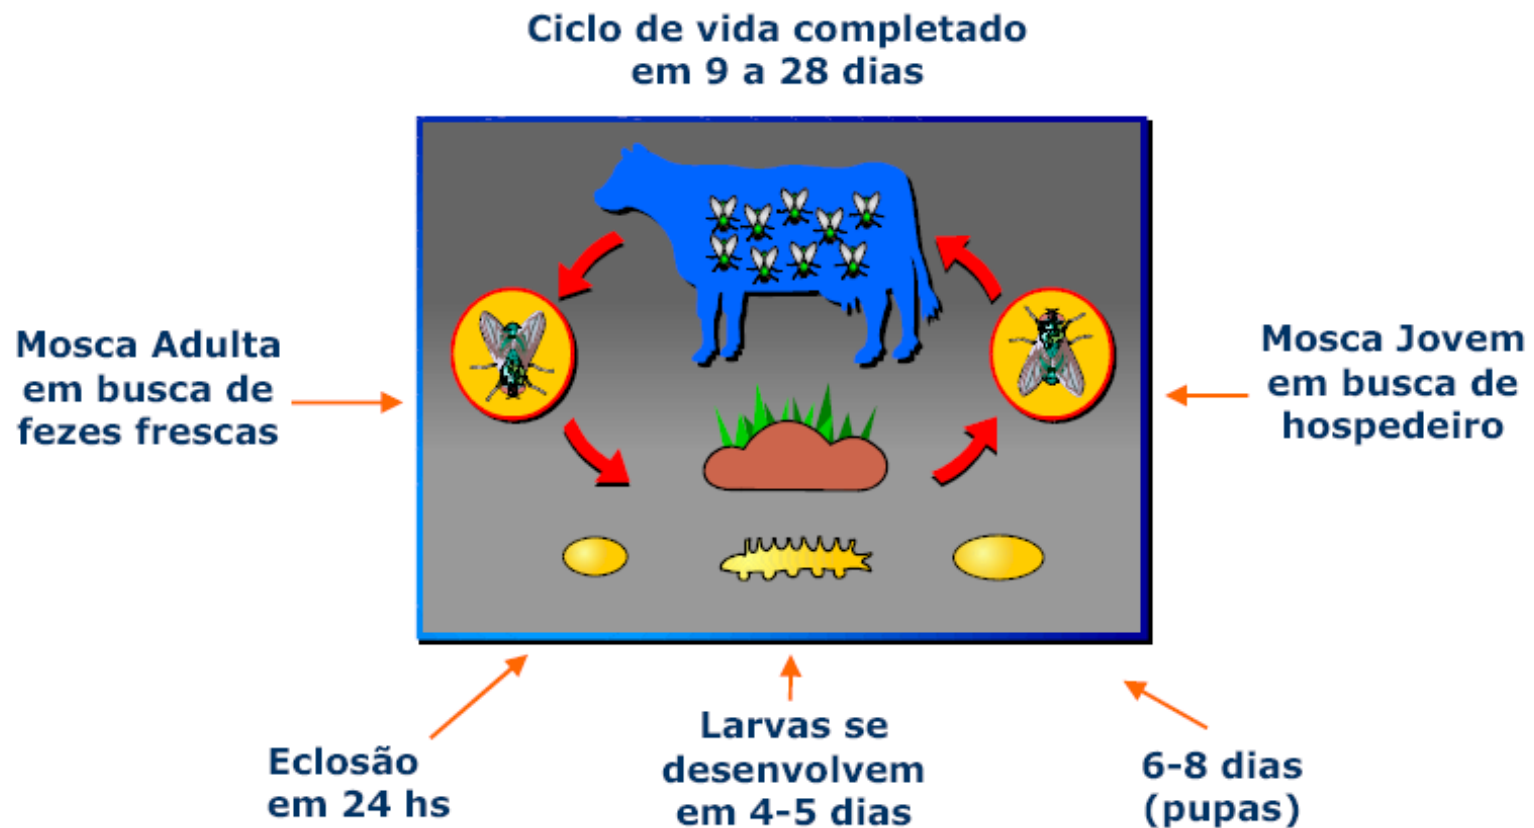 Ciclo de vida completado
em 9 a 28 dias
Mosca Adulta
em busca de
fezes frescas
Mosca Jovem
em busca de
hospedeiro
Eclosão
em 24 hs
Larvas se
desenvolvem
em 4-5 dias
6-8 dias
(pupas)